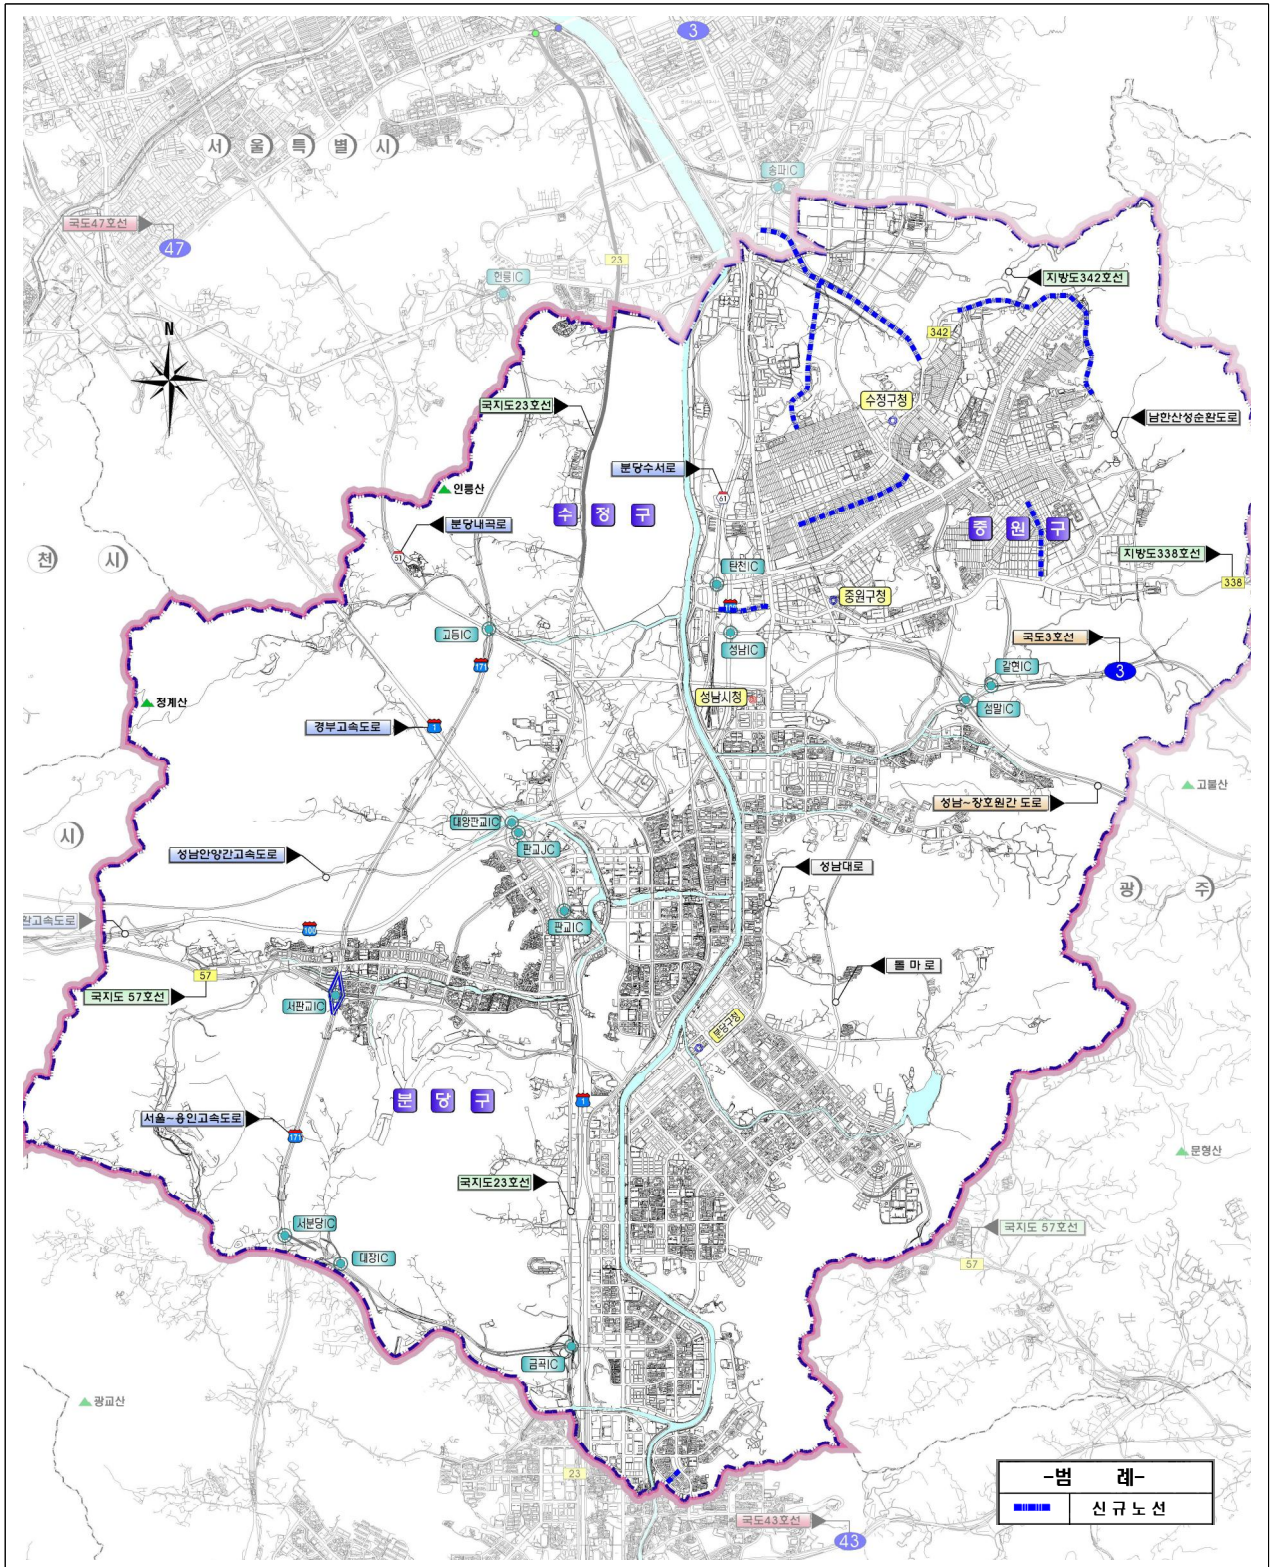 3
서울특별시
송파IC
국도47호선
47
23
헌릉IC
지방도342호선
N
342
국지도23호선
수정구청
남한산성순환도로
분당수서로
인릉산
61
수정구
분당내곡로
중원구
51
천시
탄천IC
지방도338호선
338
중원구청
고등IC
성남IC
국도3호선
171
갈현IC
3
성남시청
섬말IC
청계산
경부고속도로
1
고불산
성남~장호원간 도로
대왕판교IC
시
판교JC
성남안양간고속도로
성남대로
광주
판교IC
환고속도로
100
돌마로
57
국지도 57호선
서판교IC
분당구청
분당구
1
서울~용인고속도로
171
문형산
국지도23호선
서분당IC
국지도 57호선
대장IC
57
금곡IC
광교산
-범 례-
23
신규노선
국도43호선
43